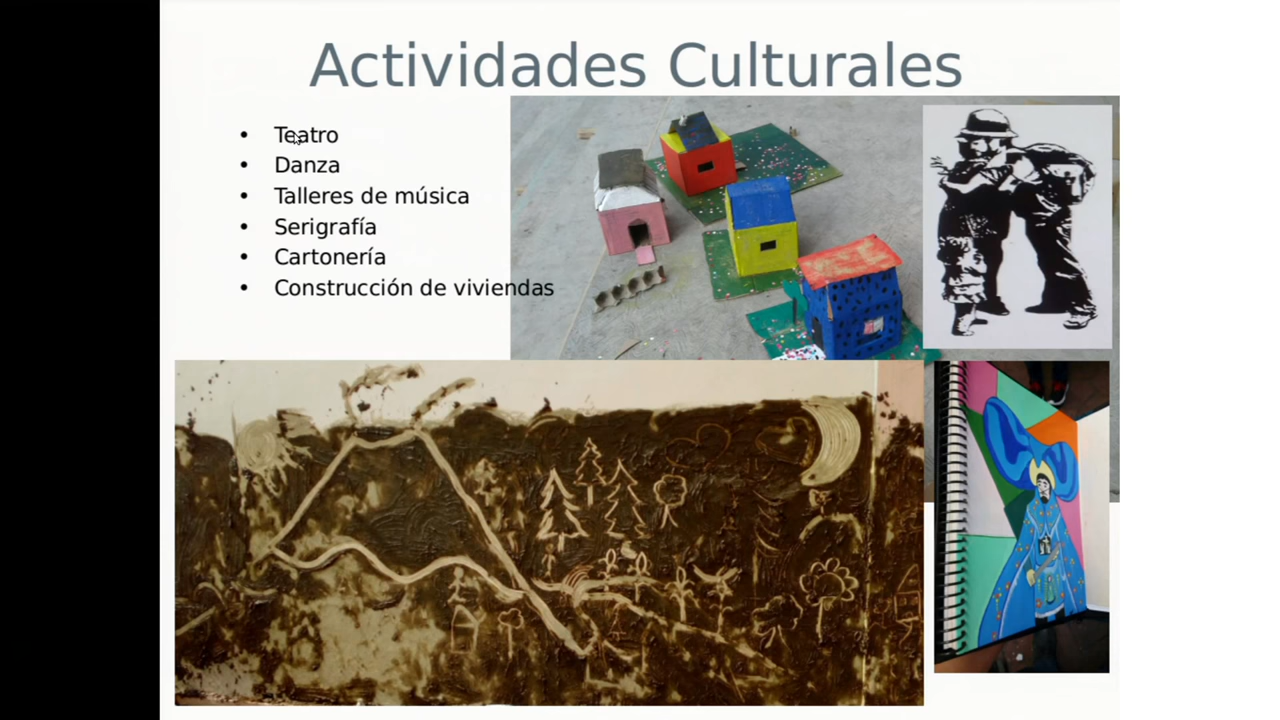 Actividades Culturales
• Teatro
• Danza
• Talleres de música
• Serigrafía
• Cartonería
• Construcción de viviendas